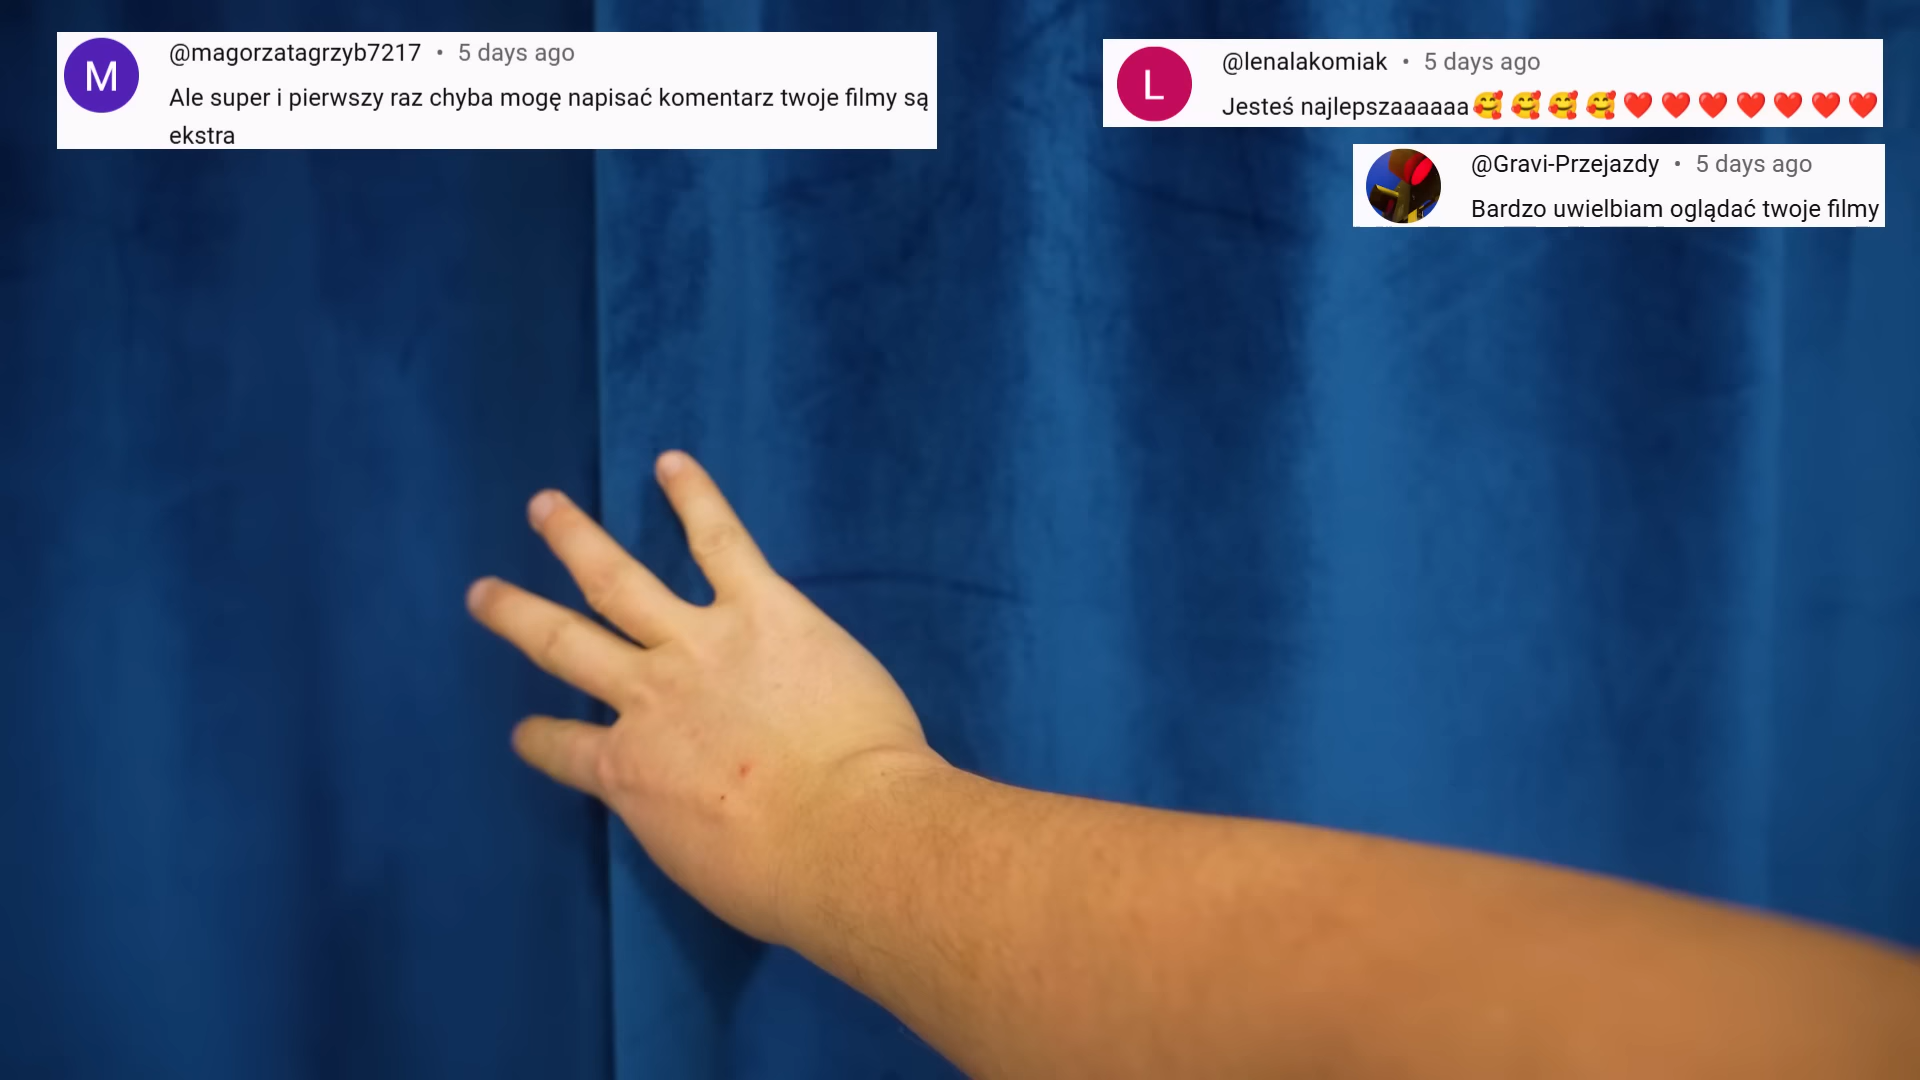 M
@magorzatagrzyb7217 • 5 days ago
Ale super i pierwszy raz chyba mogę napisać komentarz twoje filmy są
ekstra
L
@lenalakomiak • 5 days ago
Jesteś najlepszaaaaaa🥰🥰🥰🥰❤️❤️❤️❤️❤️❤️❤️
@Gravi-Przejazdy • 5 days ago
Bardzo uwielbiam oglądać twoje filmy